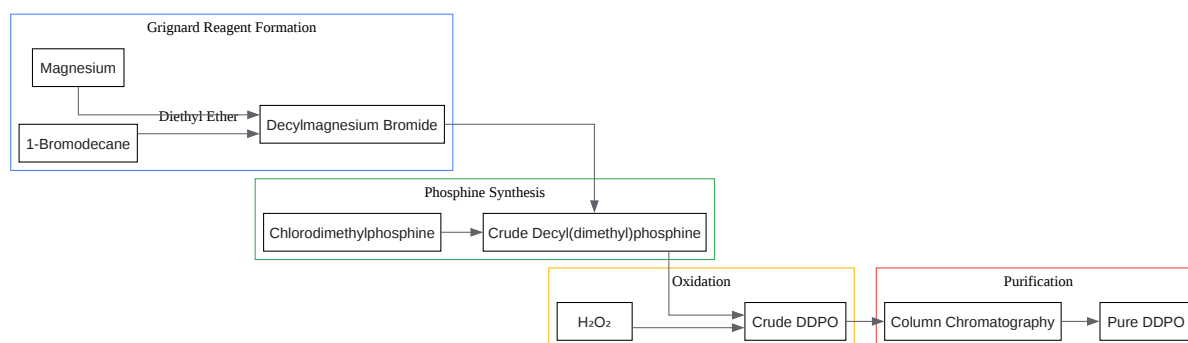 Grignard Reagent Formation
Magnesium
Diethyl Ether
1-Bromodecane
Decylmagnesium Bromide
Phosphine Synthesis
Chlorodimethylphosphine
Crude Decyl(dimethyl)phosphine
Oxidation
H₂O₂
Crude DDPO
Purification
Column Chromatography
Pure DDPO